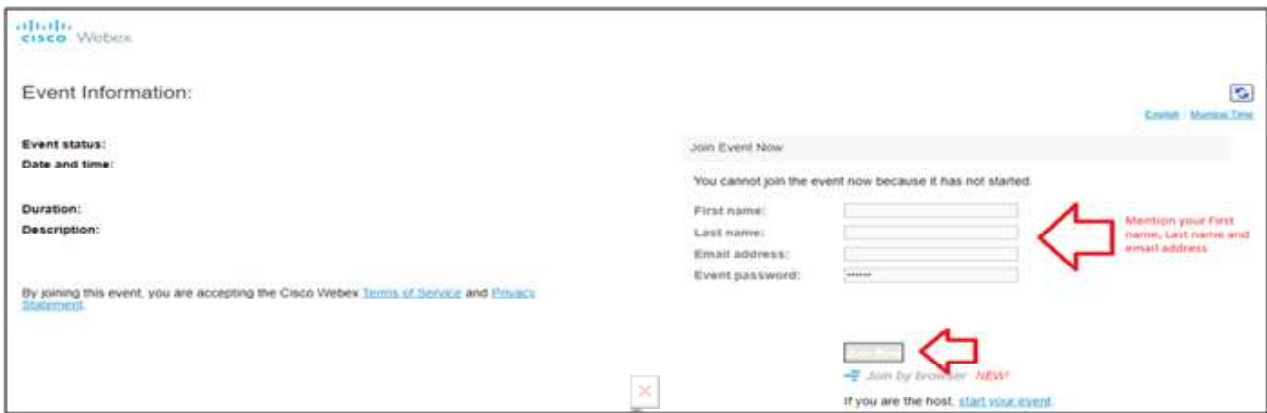 CISCO Webex
Event Information:
English : Mumbai Time
Event status:
Date and time:
Duration:
Description:
By joining this event, you are accepting the Cisco Webex Terms of Service and Privacy
Statement.
Join Event Now
You cannot join the event now because it has not started.
First name:
Last name:
Email address:
Event password:
Mention your First
name, Last name and
email address
Join by browser NEW!
If you are the host, start your event.